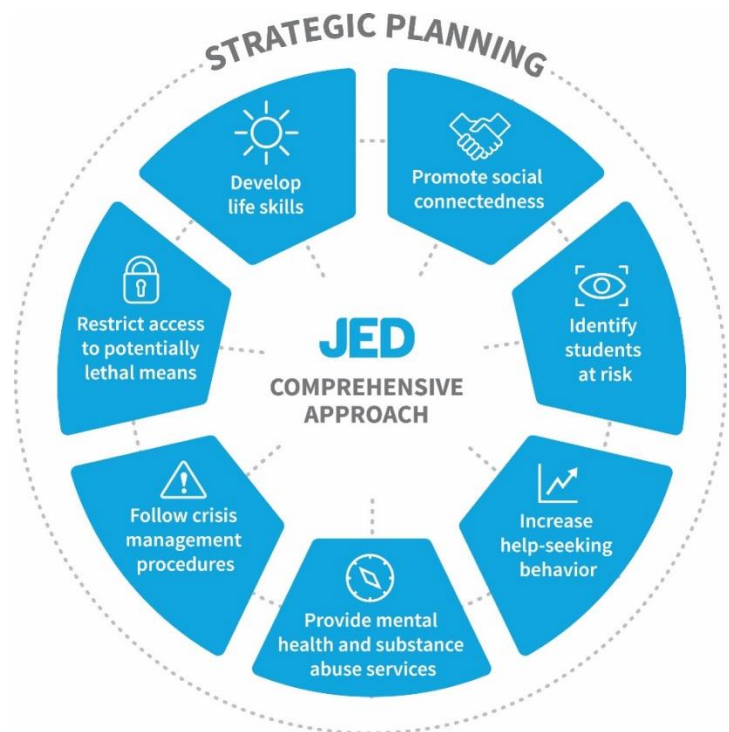 STRATEGIC PLANNING
Develop
life skills
Promote social
connectedness
Identify
students
at risk
Increase
help-seeking
behavior
Provide mental
health and substance
abuse services
Follow crisis
management
procedures
Restrict access
to potentially
lethal means
JED
COMPREHENSIVE
APPROACH